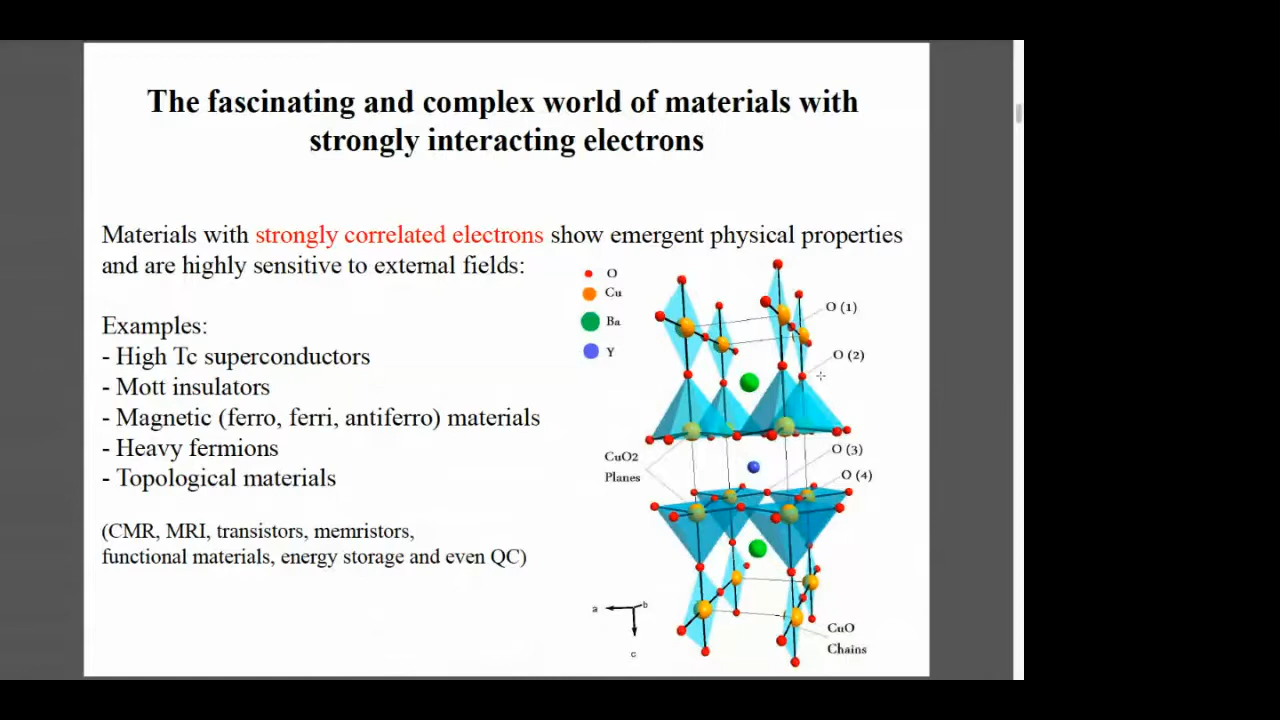 The fascinating and complex world of materials with
strongly interacting electrons
Materials with strongly correlated electrons show emergent physical properties
and are highly sensitive to external fields:
Examples:
- High Tc superconductors
- Mott insulators
- Magnetic (ferro, ferri, antiferro) materials
- Heavy fermions
- Topological materials
(CMR, MRI, transistors, memristors,
functional materials, energy storage and even QC)
O
Cu
Ba
Y
O (1)
O (2)
CuO2
Planes
O (3)
O (4)
a
b
c
CuO
Chains